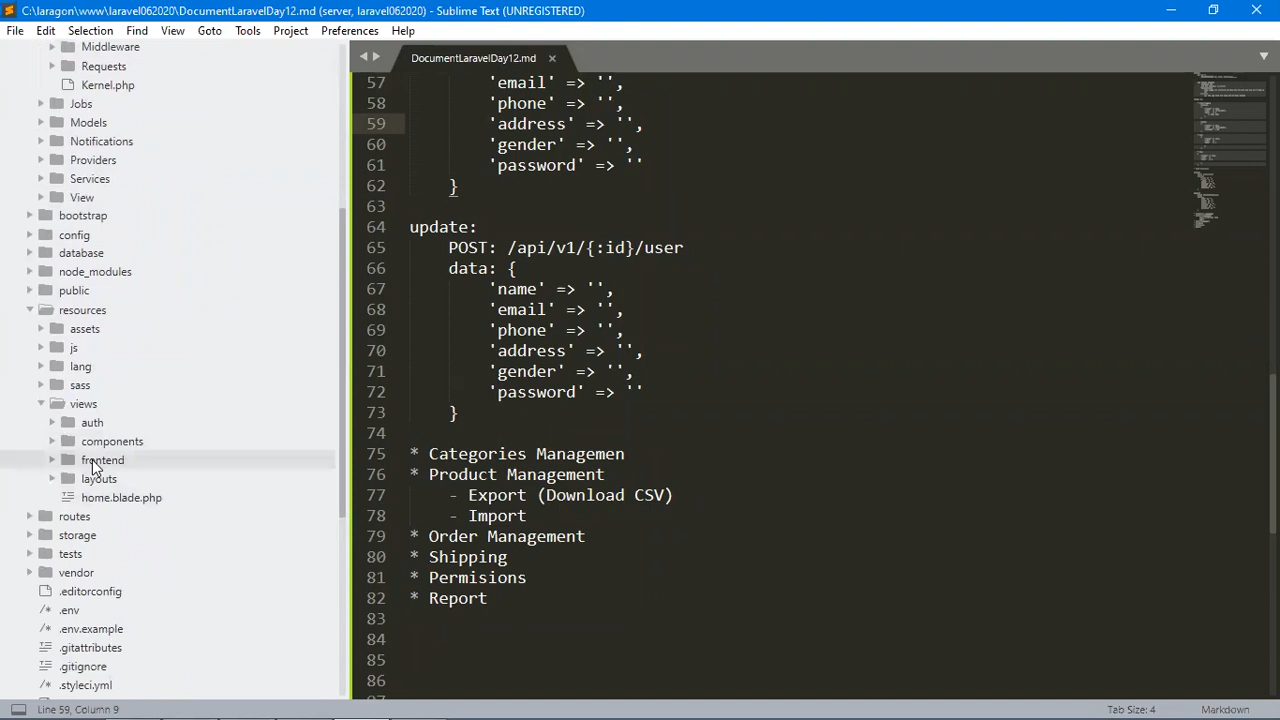 C:\laragon\www\laravel062020\DocumentLaravelDay12.md (server, laravel062020) - Sublime Text (UNREGISTERED)
File Edit Selection Find View Goto Tools Project Preferences Help
Middleware
Requests
Kernel.php
Jobs
Models
Notifications
Providers
Services
View
bootstrap
config
database
node_modules
public
resources
assets
js
lang
sass
views
auth
components
frontend
layouts
home.blade.php
routes
storage
tests
vendor
.editorconfig
.env
.env.example
.gitattributes
.gitignore
.styleci.yml
DocumentLaravelDay12.md
57 'email' => '',
58 'phone' => '',
59 'address' => '',
60 'gender' => '',
61 'password' => ''
62 }
63
64 update:
65 POST: /api/v1/{:id}/user
66 data: {
67 'name' => '',
68 'email' => '',
69 'phone' => '',
70 'address' => '',
71 'gender' => '',
72 'password' => ''
73 }
74
75 * Categories Managemen
76 * Product Management
77 - Export (Download CSV)
78 - Import
79 * Order Management
80 * Shipping
81 * Permisions
82 * Report
83
84
85
86
Line 59, Column 9 Tab Size: 4 Markdown